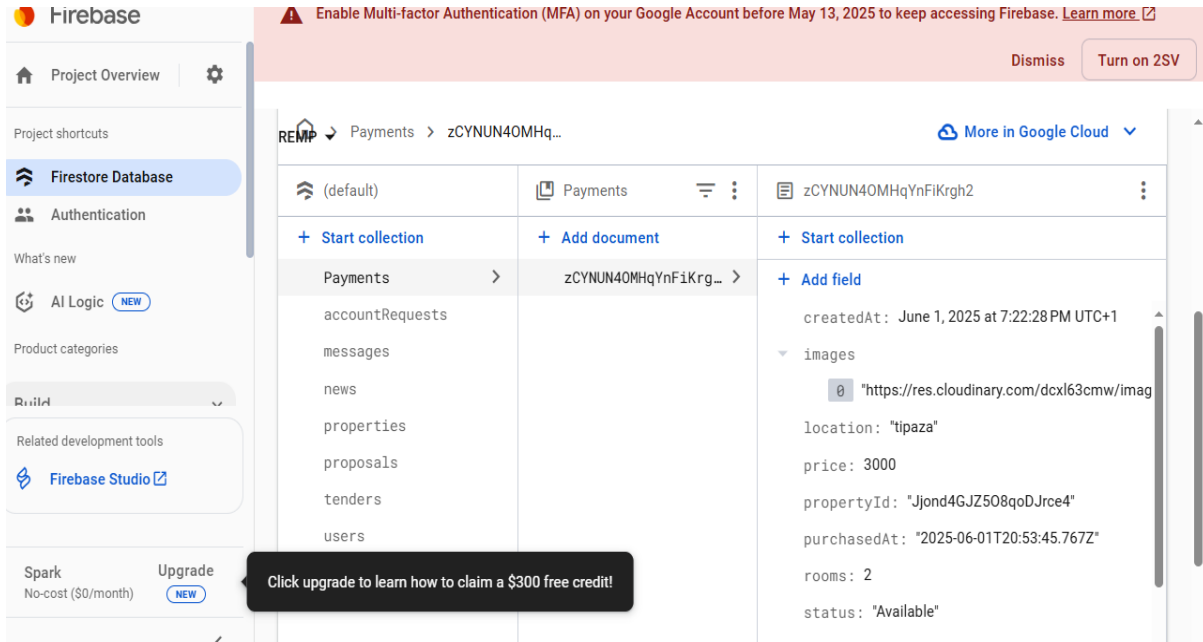 Firebase
Enable Multi-factor Authentication (MFA) on your Google Account before May 13, 2025 to keep accessing Firebase. Learn more
Dismiss
Turn on 2SV
Project Overview
Project shortcuts
Firestore Database
Authentication
What's new
AI Logic NEW
Product categories
Build
Related development tools
Firebase Studio
Spark
No-cost ($0/month)
Upgrade
NEW
Click upgrade to learn how to claim a $300 free credit!
REMP > Payments > zCYNUN4OMHq...
More in Google Cloud
(default)
+ Start collection
Payments
accountRequests
messages
news
properties
proposals
tenders
users
Payments
+ Add document
zCYNUN4OMHqYnFiKrg...
zCYNUN4OMHqYnFiKrgh2
+ Start collection
+ Add field
createdAt: June 1, 2025 at 7:22:28 PM UTC+1
images
0 "https://res.cloudinary.com/dcxl63cmw/imag
location: "tipaza"
price: 3000
propertyId: "Jjond4GJZ5O8qoDJrce4"
purchasedAt: "2025-06-01T20:53:45.767Z"
rooms: 2
status: "Available"